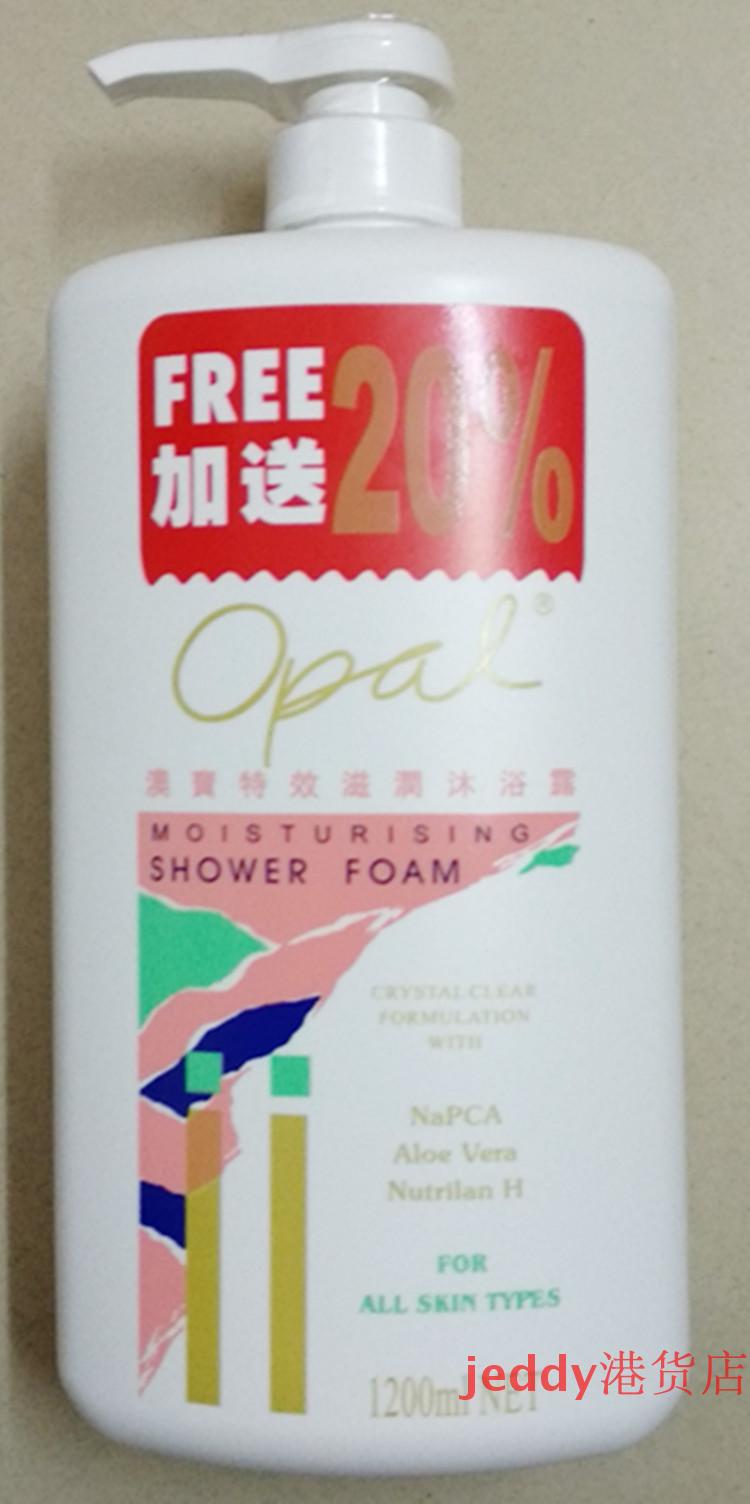 FREE
加送
20%
Opal®
澳寶特效滋潤沐浴露
MOISTURISING
SHOWER FOAM
CRYSTAL CLEAR
FORMULATION
WITH
NaPCA
Aloe Vera
Nutrilan H
FOR
ALL SKIN TYPES
1200ml NET
jeddy港货店